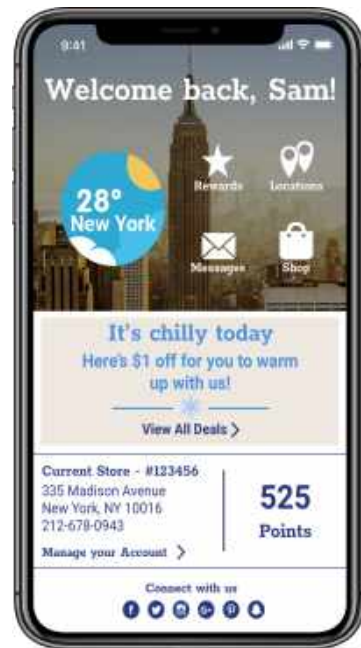 9:41
Welcome back, Sam!
28°
New York
Rewards
Locations
Messages
Shop
It's chilly today
Here's $1 off for you to warm
up with us!
View All Deals
Current Store - #123456
335 Madison Avenue
New York, NY 10016
212-678-0943
Manage your Account
525
Points
Connect with us